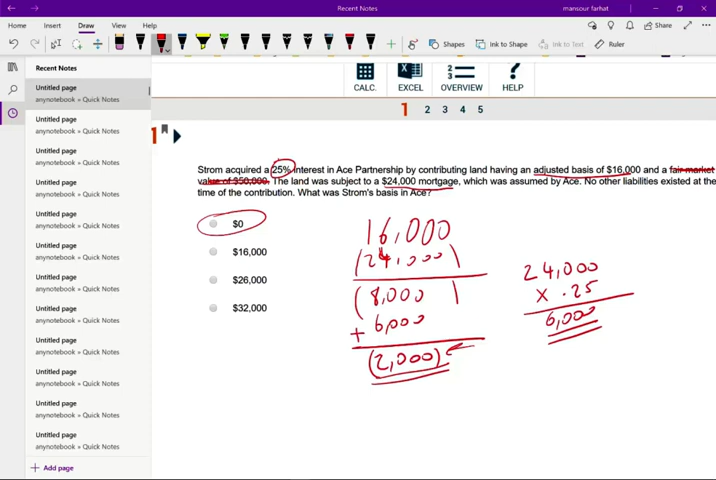 Recent Notes
mansour farhat
Home Insert Draw View Help
Share
Shapes Ink to Shape Ink to Text Ruler
Recent Notes
Untitled page
anynotebook » Quick Notes
Untitled page
anynotebook » Quick Notes
Untitled page
anynotebook » Quick Notes
Untitled page
anynotebook » Quick Notes
Untitled page
anynotebook » Quick Notes
Untitled page
anynotebook » Quick Notes
Untitled page
anynotebook » Quick Notes
Untitled page
anynotebook » Quick Notes
Untitled page
anynotebook » Quick Notes
Untitled page
anynotebook » Quick Notes
Untitled page
anynotebook » Quick Notes
Untitled page
anynotebook » Quick Notes
+ Add page
CALC. EXCEL OVERVIEW HELP
1 2 3 4 5
1
Strom acquired a 25% interest in Ace Partnership by contributing land having an adjusted basis of $16,000 and a fair market
value of $50,000. The land was subject to a $24,000 mortgage, which was assumed by Ace. No other liabilities existed at the
time of the contribution. What was Strom's basis in Ace?
$0
$16,000
$26,000
$32,000
16,000
(24,000)
(8,000)
+ 6,000
(2,000)
24,000
x .25
6,000